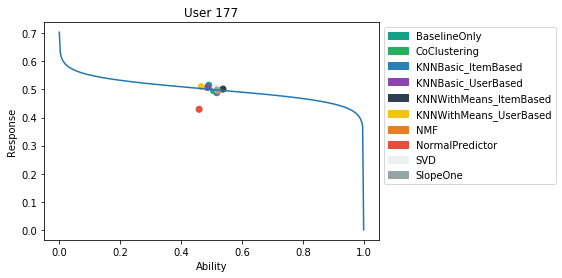 User 177
0.7
0.6
0.5
0.4
0.3
0.2
0.1
0.0
Response
0.0 0.2 0.4 0.6 0.8 1.0
Ability
BaselineOnly
CoClustering
KNNBasic_ItemBased
KNNBasic_UserBased
KNNWithMeans_ItemBased
KNNWithMeans_UserBased
NMF
NormalPredictor
SVD
SlopeOne